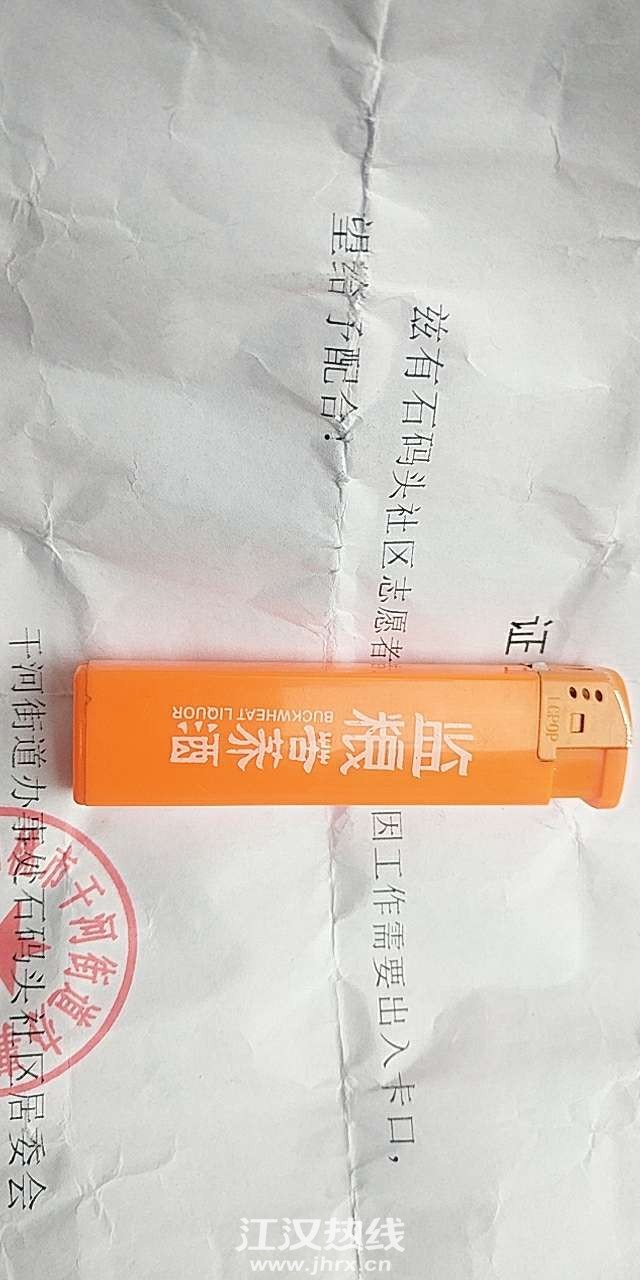 证
兹有石码头社区志愿者
因工作需要出入卡口，
望给予配合！
干河街道办事处石码头社区居委会
市干河街道办
粮苦荞酒
BUCKWHEAT LIQUOR
LCPOP
江汉热线
www.jhrx.cn